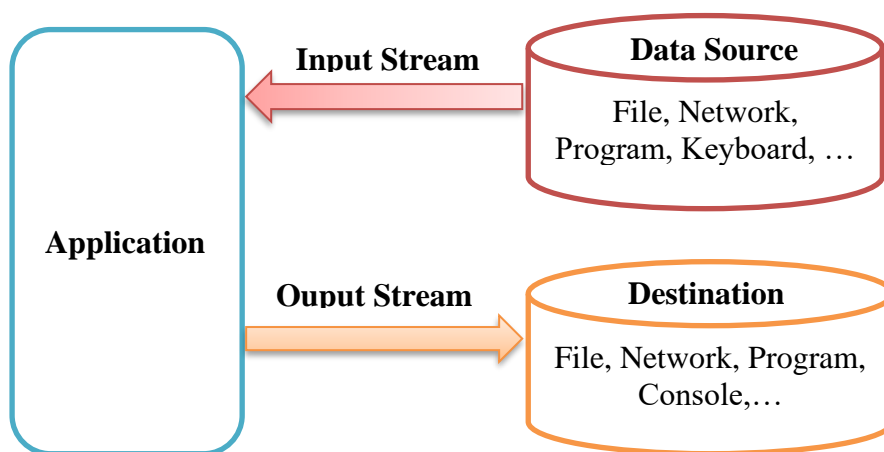 Input Stream
Data Source
File, Network,
Program, Keyboard, …
Application
Ouput Stream
Destination
File, Network, Program,
Console,…